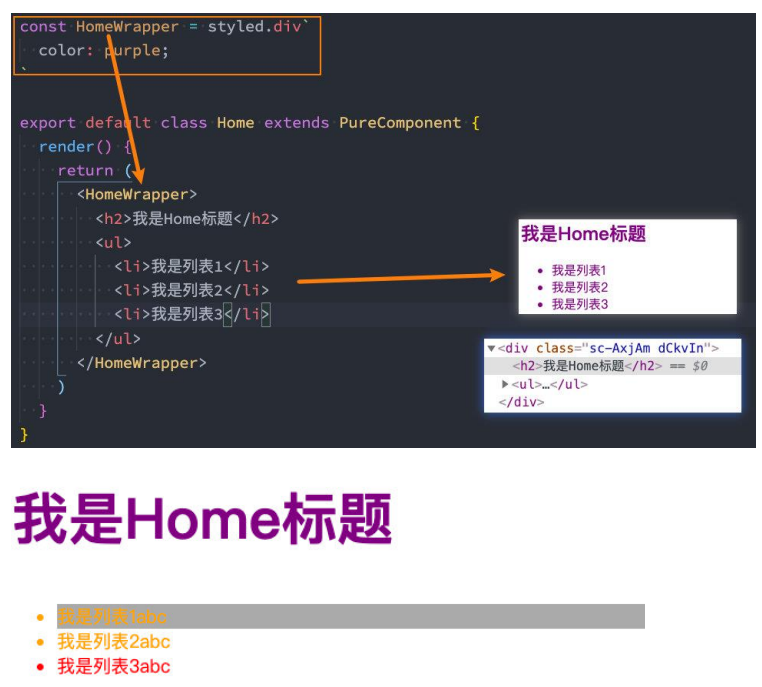 const HomeWrapper = styled.div`
color: purple;
`
export default class Home extends PureComponent {
render() {
return (
<HomeWrapper>
<h2>我是Home标题</h2>
<ul>
<li>我是列表1</li>
<li>我是列表2</li>
<li>我是列表3</li>
</ul>
</HomeWrapper>
)
}
}
我是Home标题
我是列表1
我是列表2
我是列表3
▼<div class="sc-AxjAm dCkvIn">
<h2>我是Home标题</h2> == $0
▶<ul>…</ul>
</div>
我是Home标题
我是列表1abc
我是列表2abc
我是列表3abc